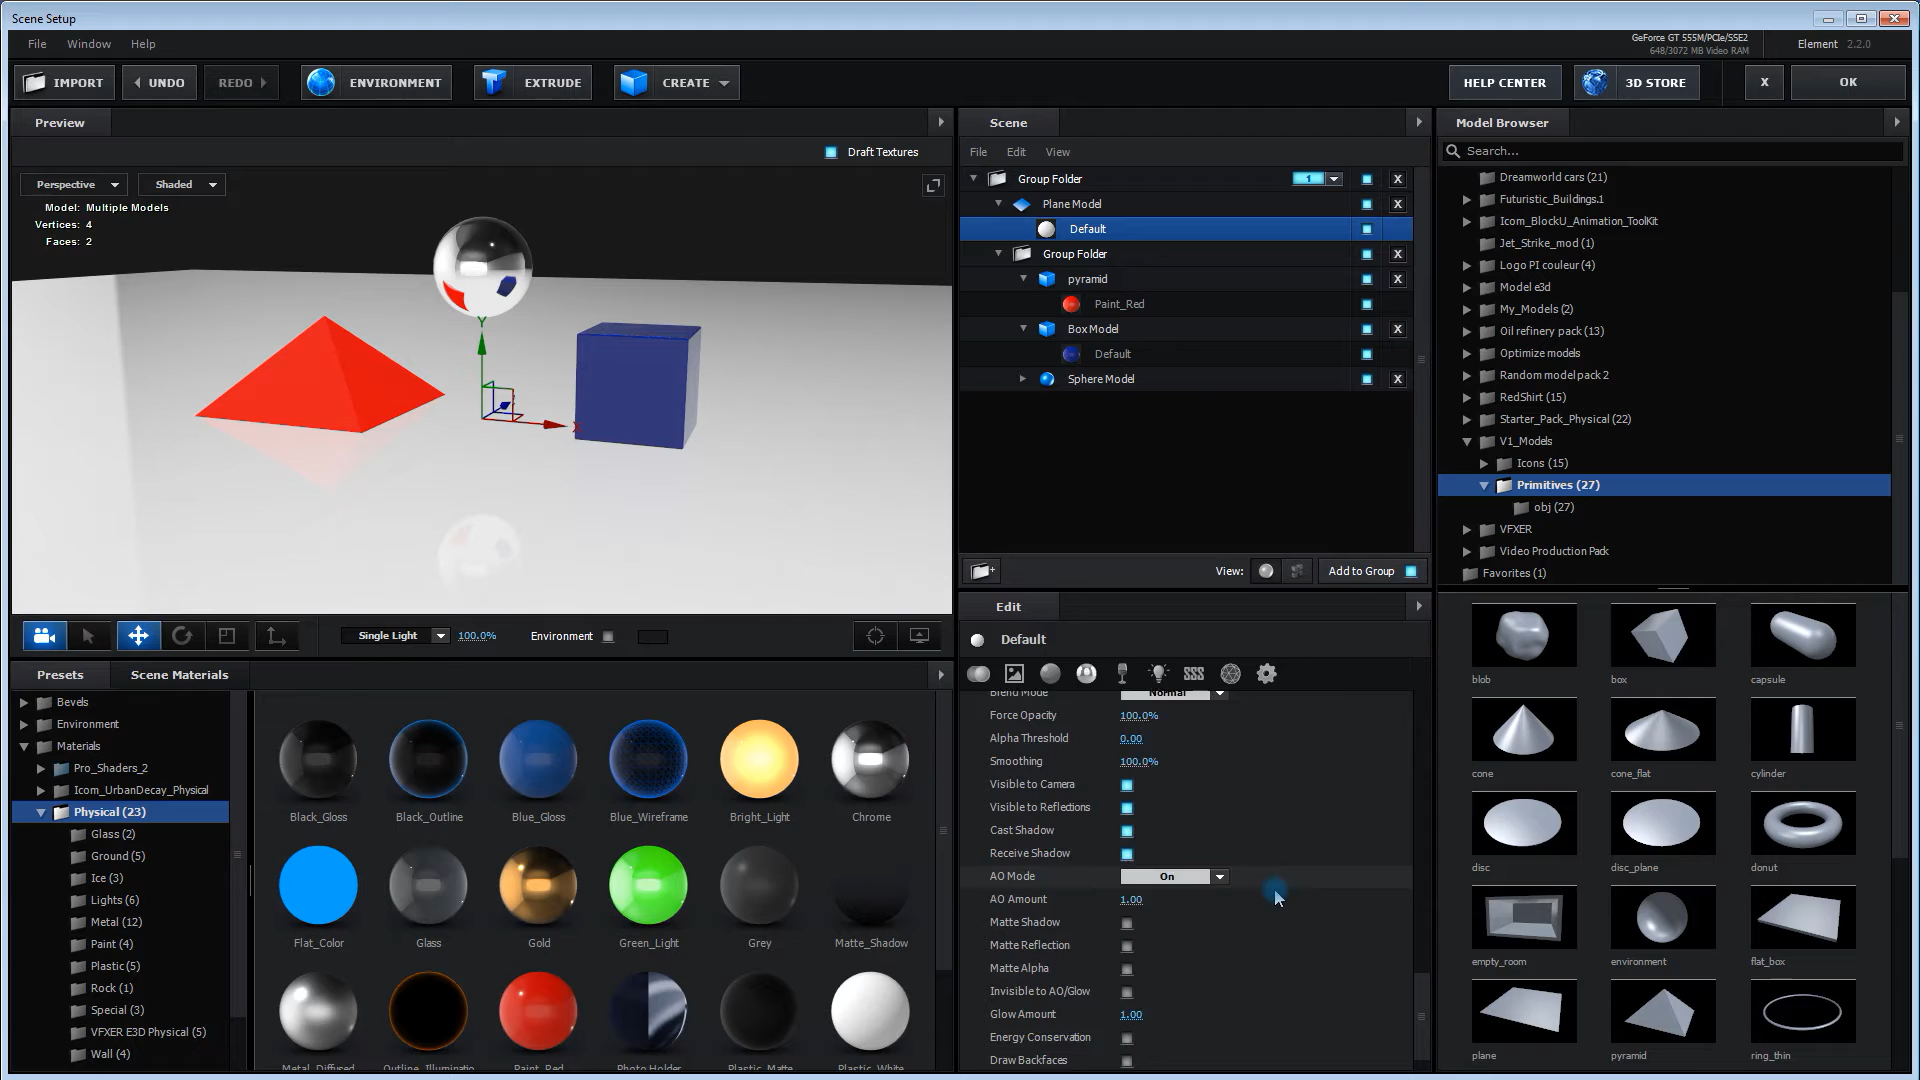 Scene Setup
File Window Help
GeForce GT 555M/PCIe/SSE2
648/3072 MB Video RAM
Element 2.2.0
IMPORT UNDO REDO ENVIRONMENT EXTRUDE CREATE HELP CENTER 3D STORE X OK
Preview
Draft Textures
Perspective Shaded
Model: Multiple Models
Vertices: 4
Faces: 2
Y
X
Single Light 100.0% Environment
Scene
File Edit View
Group Folder 1 X
Plane Model X
Default
Group Folder X
pyramid X
Paint_Red
Box Model X
Default
Sphere Model X
View: Add to Group
Model Browser
Search...
Dreamworld cars (21)
Futuristic_Buildings.1
Icom_BlockU_Animation_ToolKit
Jet_Strike_mod (1)
Logo PI couleur (4)
Model e3d
My_Models (2)
Oil refinery pack (13)
Optimize models
Random model pack 2
RedShirt (15)
Starter_Pack_Physical (22)
V1_Models
Icons (15)
Primitives (27)
obj (27)
VFXER
Video Production Pack
Favorites (1)
blob box capsule
cone cone_flat cylinder
disc disc_plane donut
empty_room environment flat_box
plane pyramid ring_thin
Presets Scene Materials
Bevels
Environment
Materials
Pro_Shaders_2
Icom_UrbanDecay_Physical
Physical (23)
Glass (2)
Ground (5)
Ice (3)
Lights (6)
Metal (12)
Paint (4)
Plastic (5)
Rock (1)
Special (3)
VFXER E3D Physical (5)
Wall (4)
Black_Gloss Black_Outline Blue_Gloss Blue_Wireframe Bright_Light Chrome
Flat_Color Glass Gold Green_Light Grey Matte_Shadow
Metal_Diffused Outline_Illuminatio Paint_Red Photo Holder Plastic_Matte Plastic_White
Edit
Default
SSS
Blend Mode Normal
Force Opacity 100.0%
Alpha Threshold 0.00
Smoothing 100.0%
Visible to Camera
Visible to Reflections
Cast Shadow
Receive Shadow
AO Mode On
AO Amount 1.00
Matte Shadow
Matte Reflection
Matte Alpha
Invisible to AO/Glow
Glow Amount 1.00
Energy Conservation
Draw Backfaces